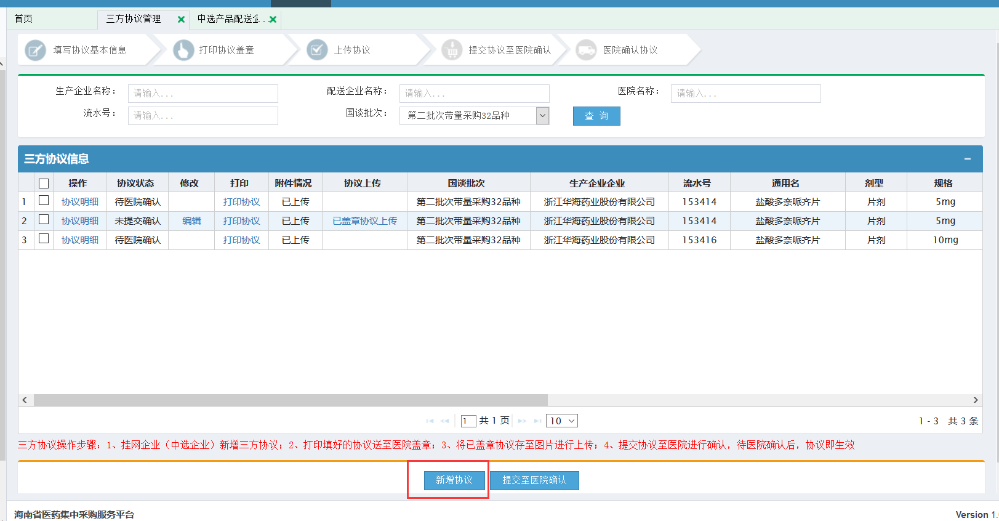 首页 三方协议管理 中选产品配送企..
填写协议基本信息 打印协议盖章 上传协议 提交协议至医院确认 医院确认协议
生产企业名称： 请输入... 配送企业名称： 请输入... 医院名称： 请输入...
流水号： 请输入... 国谈批次： 第二批次带量采购32品种 查 询
三方协议信息
操作 协议状态 修改 打印 附件情况 协议上传 国谈批次 生产企业企业 流水号 通用名 剂型 规格
1 协议明细 待医院确认 打印协议 已上传 第二批次带量采购32品种 浙江华海药业股份有限公司 153414 盐酸多奈哌齐片 片剂 5mg
2 协议明细 未提交确认 编辑 打印协议 已上传 已盖章协议上传 第二批次带量采购32品种 浙江华海药业股份有限公司 153414 盐酸多奈哌齐片 片剂 5mg
3 协议明细 待医院确认 打印协议 已上传 第二批次带量采购32品种 浙江华海药业股份有限公司 153416 盐酸多奈哌齐片 片剂 10mg
1 共 1 页 10 1 - 3 共 3 条
三方协议操作步骤：1、挂网企业（中选企业）新增三方协议；2、打印填好的协议送至医院盖章；3、将已盖章协议存至图片进行上传；4、提交协议至医院进行确认，待医院确认后，协议即生效
新增协议 提交至医院确认
海南省医药集中采购服务平台 Version 1.